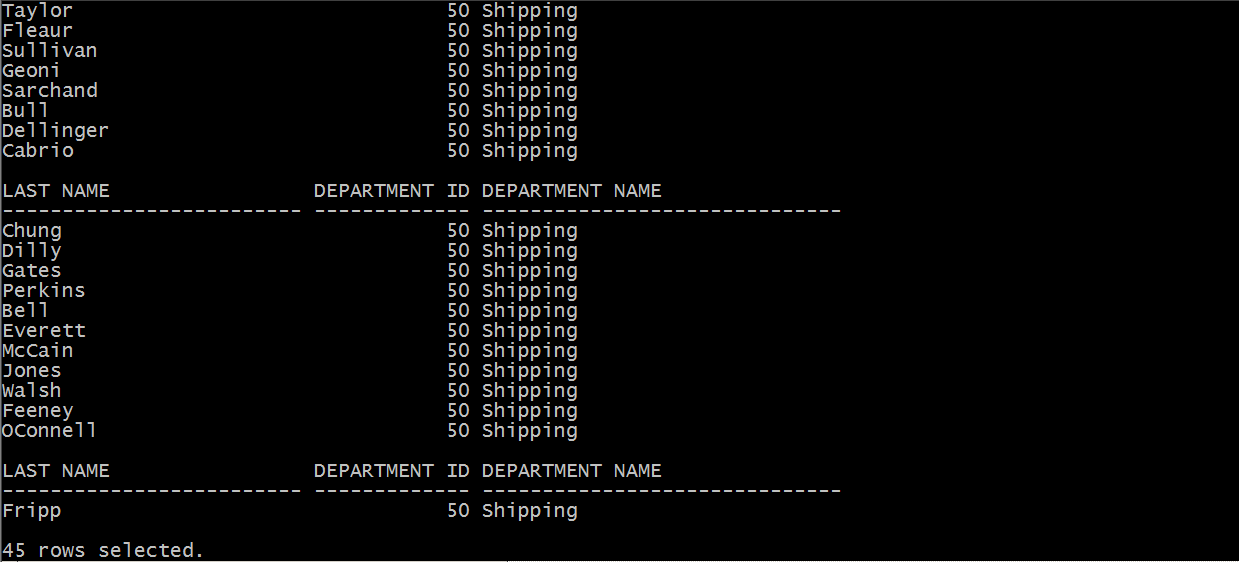 Taylor                                50 Shipping
Fleaur                                50 Shipping
Sullivan                              50 Shipping
Geoni                                 50 Shipping
Sarchand                              50 Shipping
Bull                                  50 Shipping
Dellinger                             50 Shipping
Cabrio                                50 Shipping
LAST NAME                 DEPARTMENT ID DEPARTMENT NAME
------------------------- ------------- ------------------------------
Chung                                 50 Shipping
Dilly                                 50 Shipping
Gates                                 50 Shipping
Perkins                               50 Shipping
Bell                                  50 Shipping
Everett                               50 Shipping
McCain                                50 Shipping
Jones                                 50 Shipping
Walsh                                 50 Shipping
Feeney                                50 Shipping
OConnell                              50 Shipping
LAST NAME                 DEPARTMENT ID DEPARTMENT NAME
------------------------- ------------- ------------------------------
Fripp                                 50 Shipping
45 rows selected.